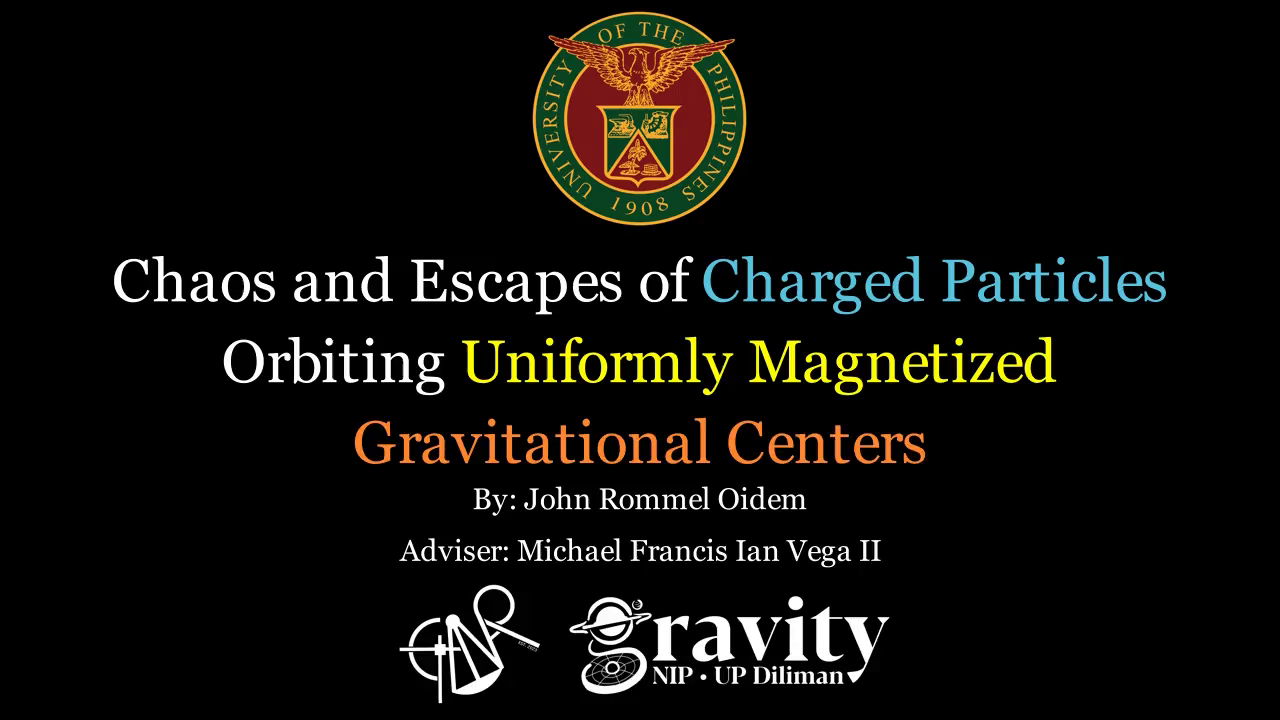 UNIVERSITY OF THE PHILIPPINES
1908
Chaos and Escapes of Charged Particles
Orbiting Uniformly Magnetized
Gravitational Centers
By: John Rommel Oidem
Adviser: Michael Francis Ian Vega II
gravity
NIP • UP Diliman